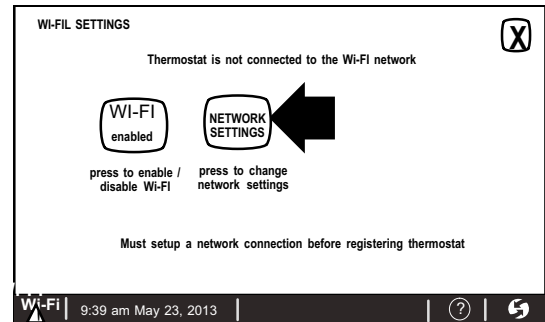 WI-FIL SETTINGS
X
Thermostat is not connected to the Wi-FI network
WI-FI
enabled
NETWORK
SETTINGS
press to enable /
disable Wi-FI
press to change
network settings
Must setup a network connection before registering thermostat
Wi-Fi
9:39 am May 23, 2013
?